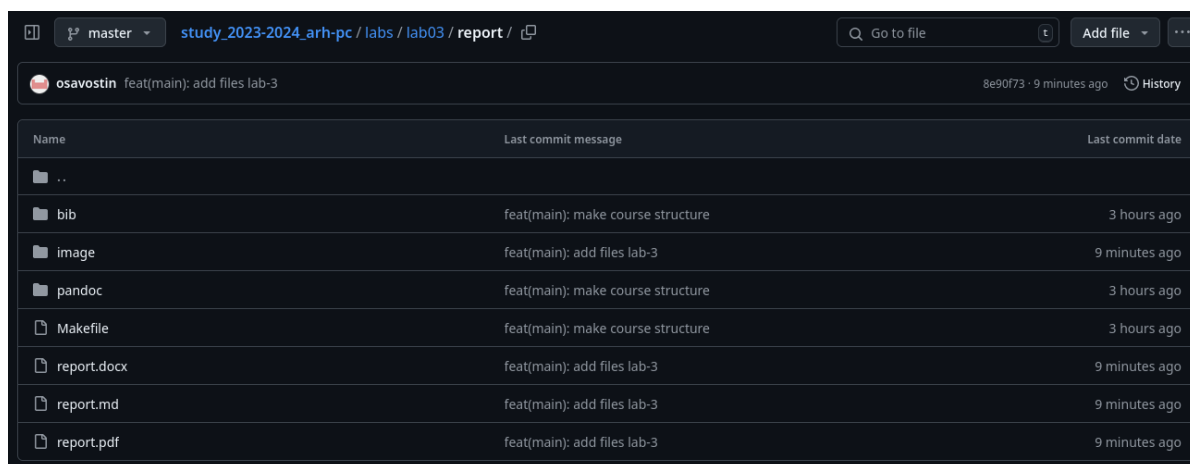 master study_2023-2024_arh-pc / labs / lab03 / report / Go to file t Add file ...
osavostin feat(main): add files lab-3 8e90f73 · 9 minutes ago History
Name Last commit message Last commit date
..
bib feat(main): make course structure 3 hours ago
image feat(main): add files lab-3 9 minutes ago
pandoc feat(main): make course structure 3 hours ago
Makefile feat(main): make course structure 3 hours ago
report.docx feat(main): add files lab-3 9 minutes ago
report.md feat(main): add files lab-3 9 minutes ago
report.pdf feat(main): add files lab-3 9 minutes ago